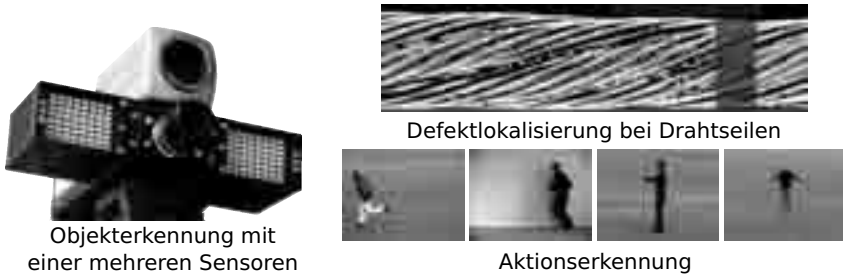 Defektlokalisierung bei Drahtseilen
Objekterkennung mit
einer mehreren Sensoren
Aktionserkennung